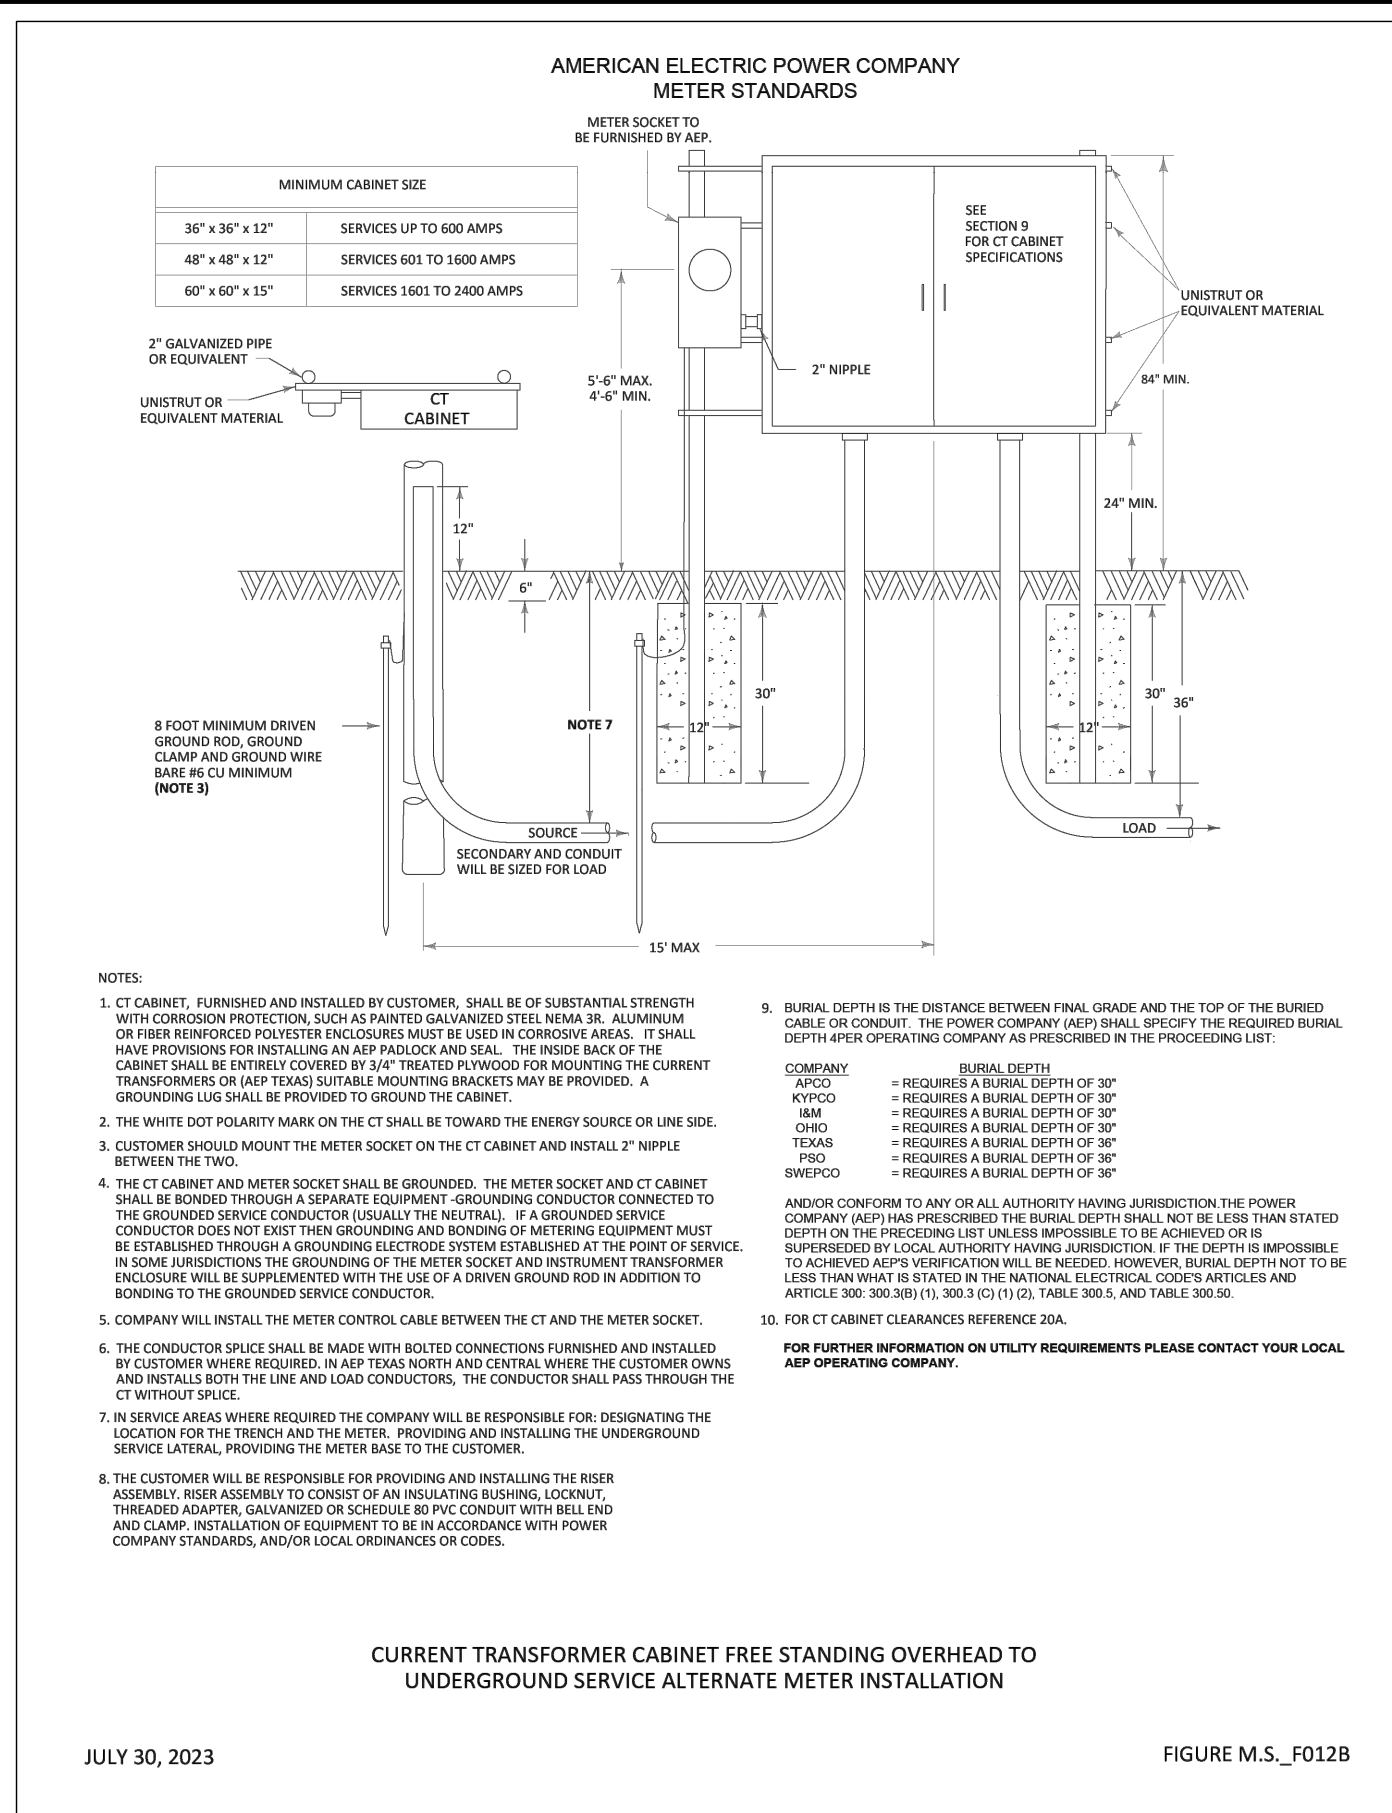 AMERICAN ELECTRIC POWER COMPANY
METER STANDARDS
METER SOCKET TO
BE FURNISHED BY AEP.
MINIMUM CABINET SIZE
36" x 36" x 12" SERVICES UP TO 600 AMPS
48" x 48" x 12" SERVICES 601 TO 1600 AMPS
60" x 60" x 15" SERVICES 1601 TO 2400 AMPS
SEE
SECTION 9
FOR CT CABINET
SPECIFICATIONS
UNISTRUT OR
EQUIVALENT MATERIAL
2" GALVANIZED PIPE
OR EQUIVALENT
UNISTRUT OR
EQUIVALENT MATERIAL
CT
CABINET
5'-6" MAX.
4'-6" MIN.
2" NIPPLE
84" MIN.
24" MIN.
12"
6"
30"
12"
30"
36"
12"
NOTE 7
8 FOOT MINIMUM DRIVEN
GROUND ROD, GROUND
CLAMP AND GROUND WIRE
BARE #6 CU MINIMUM
(NOTE 3)
SOURCE
SECONDARY AND CONDUIT
WILL BE SIZED FOR LOAD
LOAD
15' MAX
NOTES:
1. CT CABINET, FURNISHED AND INSTALLED BY CUSTOMER, SHALL BE OF SUBSTANTIAL STRENGTH
WITH CORROSION PROTECTION, SUCH AS PAINTED GALVANIZED STEEL NEMA 3R. ALUMINUM
OR FIBER REINFORCED POLYESTER ENCLOSURES MUST BE USED IN CORROSIVE AREAS. IT SHALL
HAVE PROVISIONS FOR INSTALLING AN AEP PADLOCK AND SEAL. THE INSIDE BACK OF THE
CABINET SHALL BE ENTIRELY COVERED BY 3/4" TREATED PLYWOOD FOR MOUNTING THE CURRENT
TRANSFORMERS OR (AEP TEXAS) SUITABLE MOUNTING BRACKETS MAY BE PROVIDED. A
GROUNDING LUG SHALL BE PROVIDED TO GROUND THE CABINET.
2. THE WHITE DOT POLARITY MARK ON THE CT SHALL BE TOWARD THE ENERGY SOURCE OR LINE SIDE.
3. CUSTOMER SHOULD MOUNT THE METER SOCKET ON THE CT CABINET AND INSTALL 2" NIPPLE
BETWEEN THE TWO.
4. THE CT CABINET AND METER SOCKET SHALL BE GROUNDED. THE METER SOCKET AND CT CABINET
SHALL BE BONDED THROUGH A SEPARATE EQUIPMENT -GROUNDING CONDUCTOR CONNECTED TO
THE GROUNDED SERVICE CONDUCTOR (USUALLY THE NEUTRAL). IF A GROUNDED SERVICE
CONDUCTOR DOES NOT EXIST THEN GROUNDING AND BONDING OF METERING EQUIPMENT MUST
BE ESTABLISHED THROUGH A GROUNDING ELECTRODE SYSTEM ESTABLISHED AT THE POINT OF SERVICE.
IN SOME JURISDICTIONS THE GROUNDING OF THE METER SOCKET AND INSTRUMENT TRANSFORMER
ENCLOSURE WILL BE SUPPLEMENTED WITH THE USE OF A DRIVEN GROUND ROD IN ADDITION TO
BONDING TO THE GROUNDED SERVICE CONDUCTOR.
5. COMPANY WILL INSTALL THE METER CONTROL CABLE BETWEEN THE CT AND THE METER SOCKET.
6. THE CONDUCTOR SPLICE SHALL BE MADE WITH BOLTED CONNECTIONS FURNISHED AND INSTALLED
BY CUSTOMER WHERE REQUIRED. IN AEP TEXAS NORTH AND CENTRAL WHERE THE CUSTOMER OWNS
AND INSTALLS BOTH THE LINE AND LOAD CONDUCTORS, THE CONDUCTOR SHALL PASS THROUGH THE
CT WITHOUT SPLICE.
7. IN SERVICE AREAS WHERE REQUIRED THE COMPANY WILL BE RESPONSIBLE FOR: DESIGNATING THE
LOCATION FOR THE TRENCH AND THE METER. PROVIDING AND INSTALLING THE UNDERGROUND
SERVICE LATERAL, PROVIDING THE METER BASE TO THE CUSTOMER.
8. THE CUSTOMER WILL BE RESPONSIBLE FOR PROVIDING AND INSTALLING THE RISER
ASSEMBLY. RISER ASSEMBLY TO CONSIST OF AN INSULATING BUSHING, LOCKNUT,
THREADED ADAPTER, GALVANIZED OR SCHEDULE 80 PVC CONDUIT WITH BELL END
AND CLAMP. INSTALLATION OF EQUIPMENT TO BE IN ACCORDANCE WITH POWER
COMPANY STANDARDS, AND/OR LOCAL ORDINANCES OR CODES.
9. BURIAL DEPTH IS THE DISTANCE BETWEEN FINAL GRADE AND THE TOP OF THE BURIED
CABLE OR CONDUIT. THE POWER COMPANY (AEP) SHALL SPECIFY THE REQUIRED BURIAL
DEPTH 4PER OPERATING COMPANY AS PRESCRIBED IN THE PROCEEDING LIST:
COMPANY BURIAL DEPTH
APCO = REQUIRES A BURIAL DEPTH OF 30"
KYPCO = REQUIRES A BURIAL DEPTH OF 30"
I&M = REQUIRES A BURIAL DEPTH OF 30"
OHIO = REQUIRES A BURIAL DEPTH OF 30"
TEXAS = REQUIRES A BURIAL DEPTH OF 36"
PSO = REQUIRES A BURIAL DEPTH OF 36"
SWEPCO = REQUIRES A BURIAL DEPTH OF 36"
AND/OR CONFORM TO ANY OR ALL AUTHORITY HAVING JURISDICTION.THE POWER
COMPANY (AEP) HAS PRESCRIBED THE BURIAL DEPTH SHALL NOT BE LESS THAN STATED
DEPTH ON THE PRECEDING LIST UNLESS IMPOSSIBLE TO BE ACHIEVED OR IS
SUPERSEDED BY LOCAL AUTHORITY HAVING JURISDICTION. IF THE DEPTH IS IMPOSSIBLE
TO ACHIEVED AEP'S VERIFICATION WILL BE NEEDED. HOWEVER, BURIAL DEPTH NOT TO BE
LESS THAN WHAT IS STATED IN THE NATIONAL ELECTRICAL CODE'S ARTICLES AND
ARTICLE 300: 300.3(B) (1), 300.3 (C) (1) (2), TABLE 300.5, AND TABLE 300.50.
10. FOR CT CABINET CLEARANCES REFERENCE 20A.
FOR FURTHER INFORMATION ON UTILITY REQUIREMENTS PLEASE CONTACT YOUR LOCAL
AEP OPERATING COMPANY.
CURRENT TRANSFORMER CABINET FREE STANDING OVERHEAD TO
UNDERGROUND SERVICE ALTERNATE METER INSTALLATION
JULY 30, 2023
FIGURE M.S._F012B